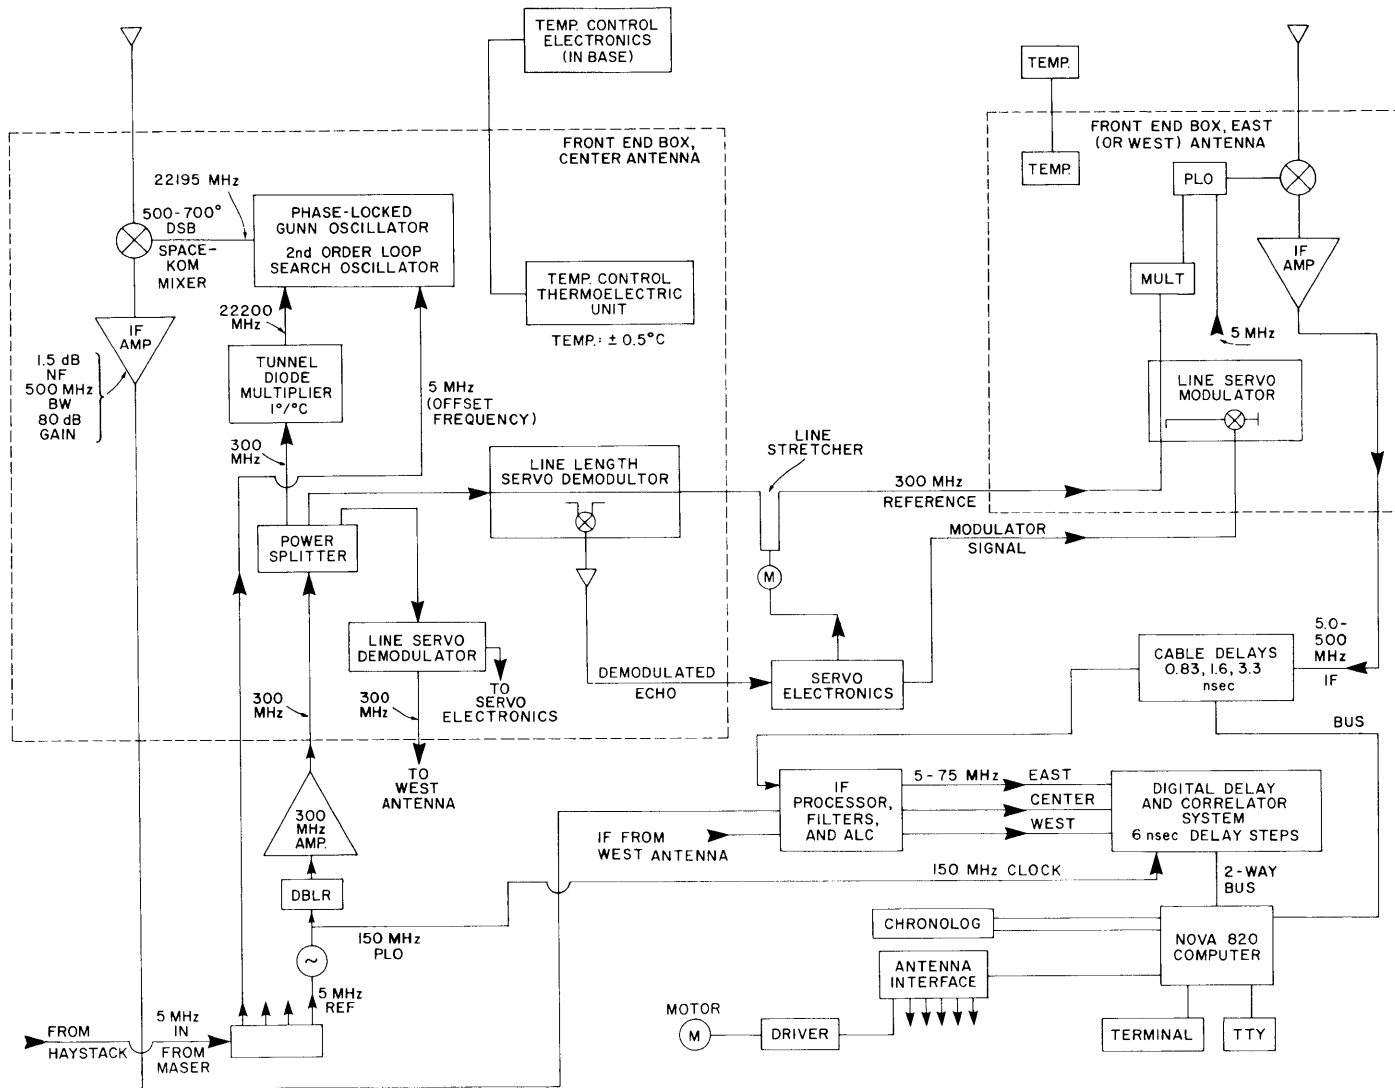 TEMP. CONTROL
ELECTRONICS
(IN BASE)
FRONT END BOX,
CENTER ANTENNA
22195 MHz
500-700°
DSB
SPACE-
KOM
MIXER
PHASE-LOCKED
GUNN OSCILLATOR
2nd ORDER LOOP
SEARCH OSCILLATOR
TEMP. CONTROL
THERMOELECTRIC
UNIT
TEMP.: ± 0.5°C
IF
AMP
1.5 dB
NF
500 MHz
BW
80 dB
GAIN
22200
MHz
TUNNEL
DIODE
MULTIPLIER
1°/°C
5 MHz
(OFFSET
FREQUENCY)
300
MHz
LINE LENGTH
SERVO DEMODULTOR
POWER
SPLITTER
LINE SERVO
DEMODULATOR
TO
SERVO
ELECTRONICS
300
MHz
300
MHz
TO
WEST
ANTENNA
300
MHz
AMP.
DBLR
150 MHz
PLO
~
5 MHz
REF
FROM
HAYSTACK
5 MHz
IN
FROM
MASER
LINE
STRETCHER
300 MHz
REFERENCE
MODULATOR
SIGNAL
M
DEMODULATED
ECHO
SERVO
ELECTRONICS
TEMP.
TEMP.
FRONT END BOX, EAST
(OR WEST) ANTENNA
PLO
MULT
IF
AMP
5 MHz
LINE SERVO
MODULATOR
5.0-
500
MHz
IF
CABLE DELAYS
0.83, 1.6, 3.3
nsec
BUS
IF
PROCESSOR,
FILTERS,
AND ALC
5-75 MHz
EAST
CENTER
WEST
IF FROM
WEST ANTENNA
DIGITAL DELAY
AND CORRELATOR
SYSTEM
6 nsec DELAY STEPS
150 MHz CLOCK
2-WAY
BUS
CHRONOLOG
NOVA 820
COMPUTER
ANTENNA
INTERFACE
MOTOR
M
DRIVER
TERMINAL
TTY